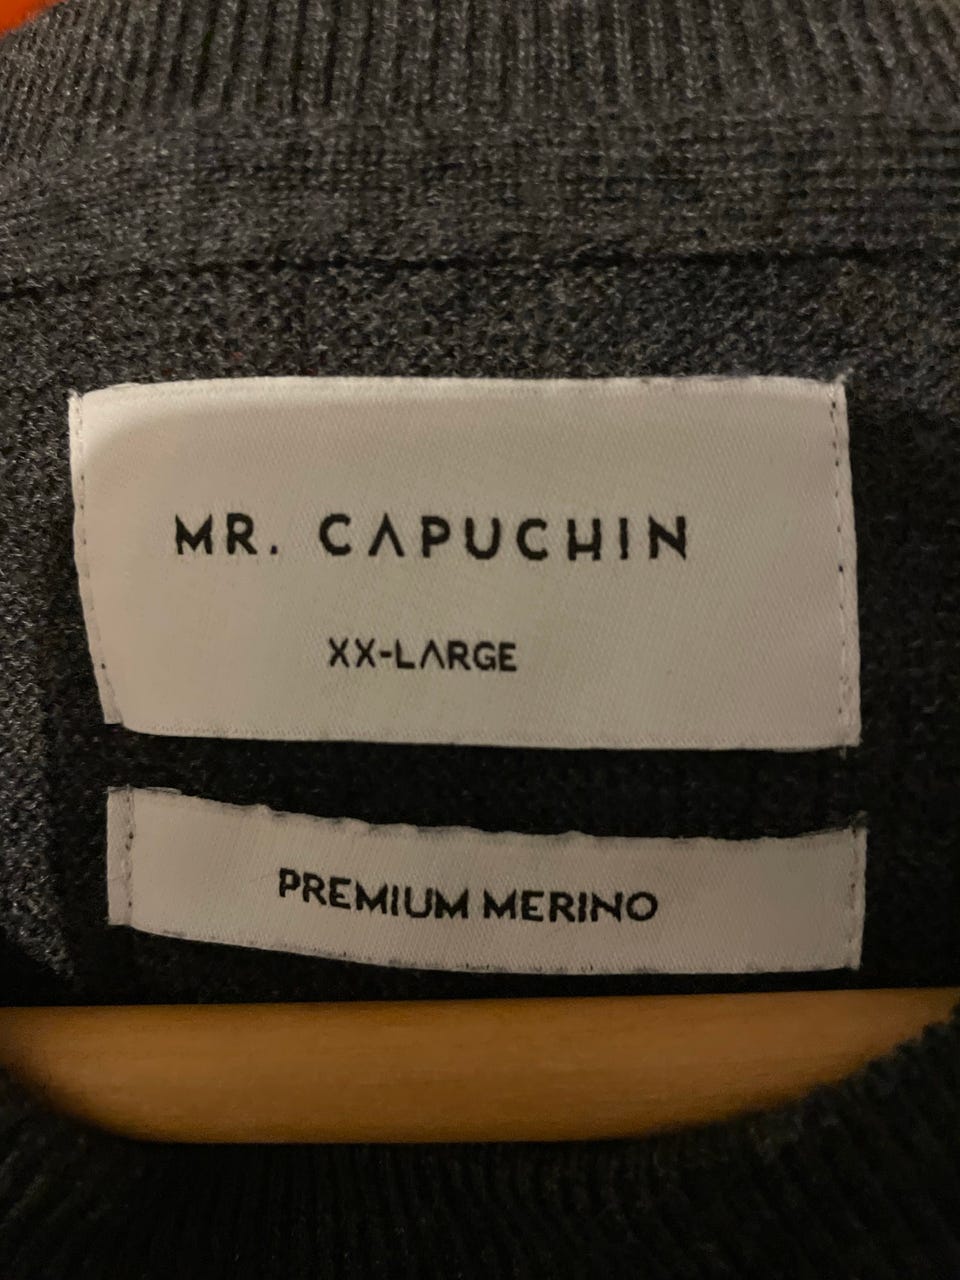 MR. CAPUCHIN
XX-LARGE
PREMIUM MERINO